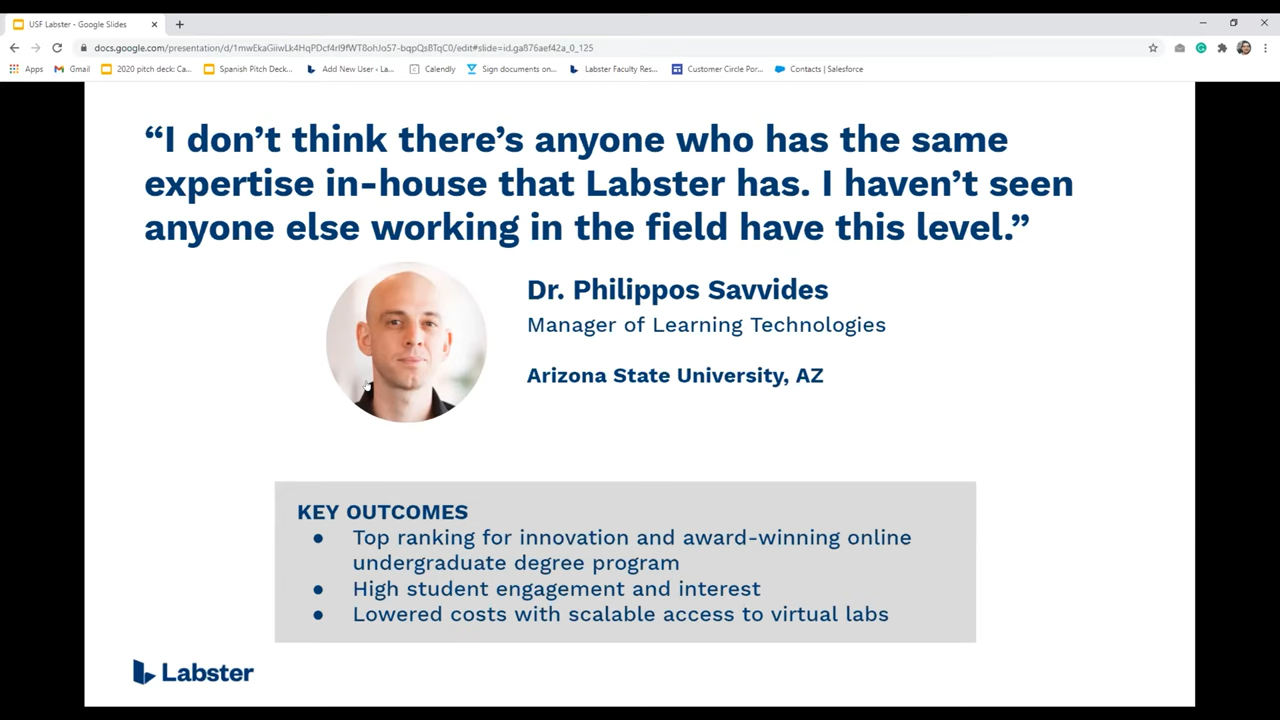 USF Labster - Google Slides
docs.google.com/presentation/d/1mwEkaGiiwLk4HqPDcf4rl9fWT8ohJo57-bqpQs8TqC0/edit#slide=id.ga876aef42a_0_125
Apps Gmail 2020 pitch deck: Ca... Spanish Pitch Deck... Add New User ‹ La... Calendly Sign documents on... Labster Faculty Res... Customer Circle Por... Contacts | Salesforce
“I don’t think there’s anyone who has the same
expertise in-house that Labster has. I haven’t seen
anyone else working in the field have this level.”
Dr. Philippos Savvides
Manager of Learning Technologies
Arizona State University, AZ
KEY OUTCOMES
● Top ranking for innovation and award-winning online
undergraduate degree program
● High student engagement and interest
● Lowered costs with scalable access to virtual labs
Labster